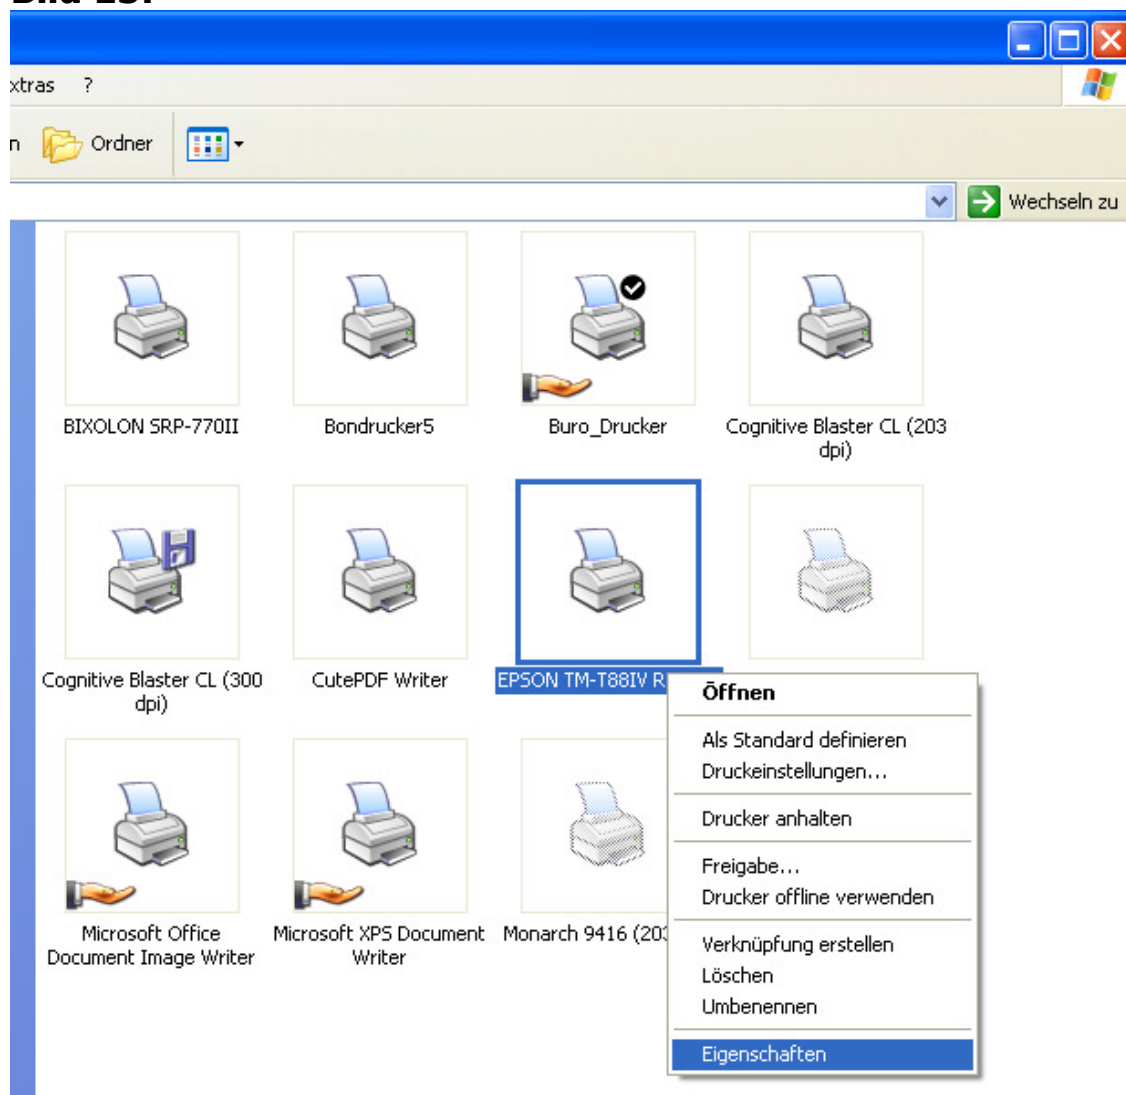 xtras ?
n Ordner
Wechseln zu
BIXOLON SRP-770II
Bondrucker5
Buro_Drucker
Cognitive Blaster CL (203
dpi)
Cognitive Blaster CL (300
dpi)
CutePDF Writer
EPSON TM-T88IV R
Öffnen
Als Standard definieren
Druckeinstellungen...
Drucker anhalten
Freigabe...
Drucker offline verwenden
Verknüpfung erstellen
Löschen
Umbenennen
Eigenschaften
Microsoft Office
Document Image Writer
Microsoft XPS Document
Writer
Monarch 9416 (203